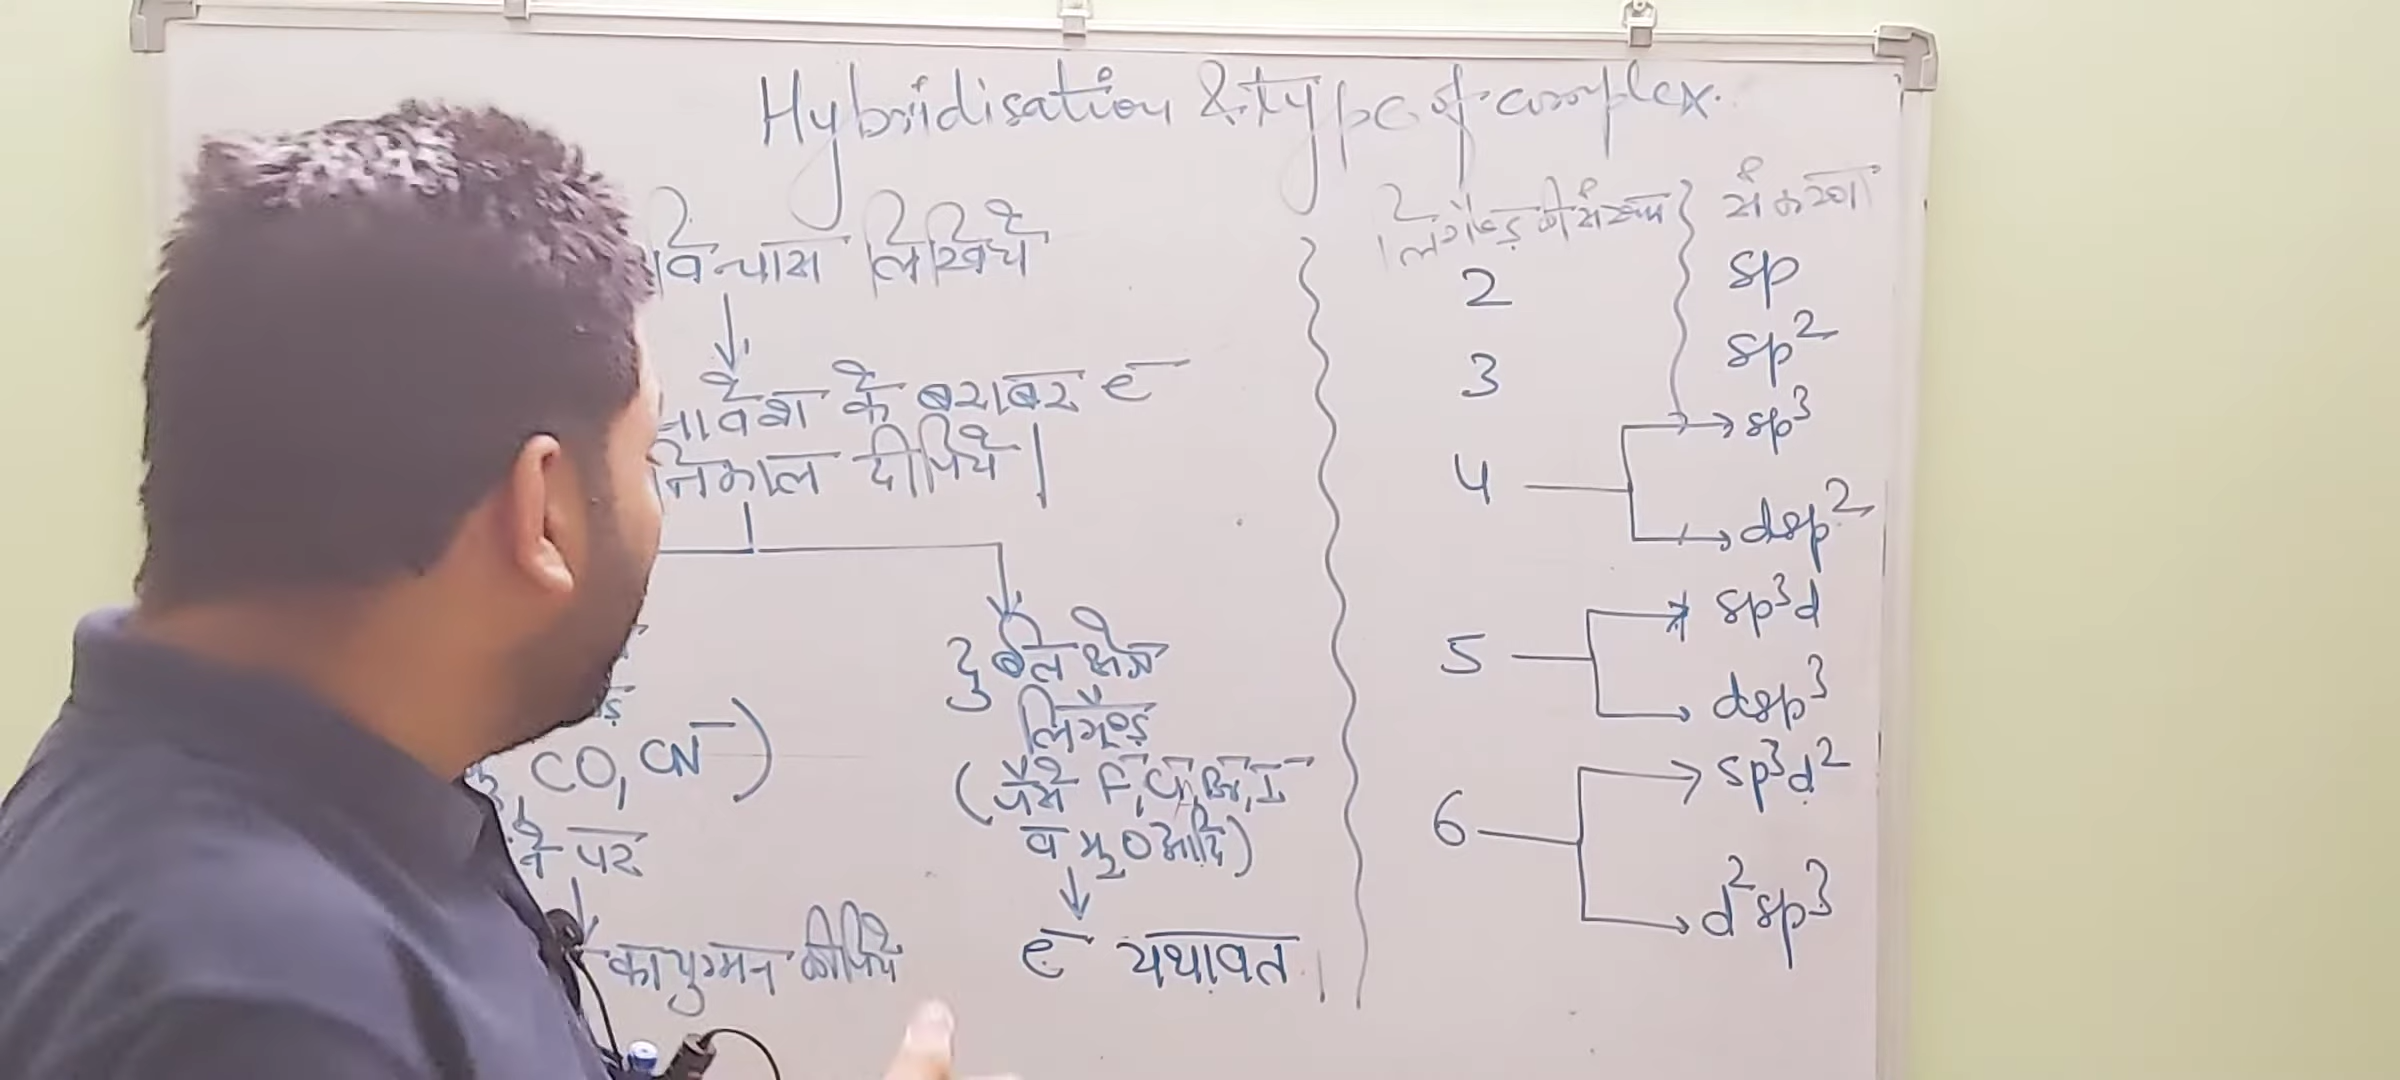 Hybridisation & type of complex.
विन्यास लिखिये
वेश के बराबर e⁻
निकाल दीजिये |
दुर्बल क्षेत्र
लिगेण्ड
CO, CN⁻)
(जैसे F⁻, Cl⁻, Br⁻, I⁻
व H₂O आदि)
पर
का युग्मन कीजिये
e⁻ यथावत |
लिगेण्ड की संख्या
संकरण
2
sp
3
sp²
4
sp³
dsp²
5
sp³d
dsp³
6
sp³d²
d²sp³